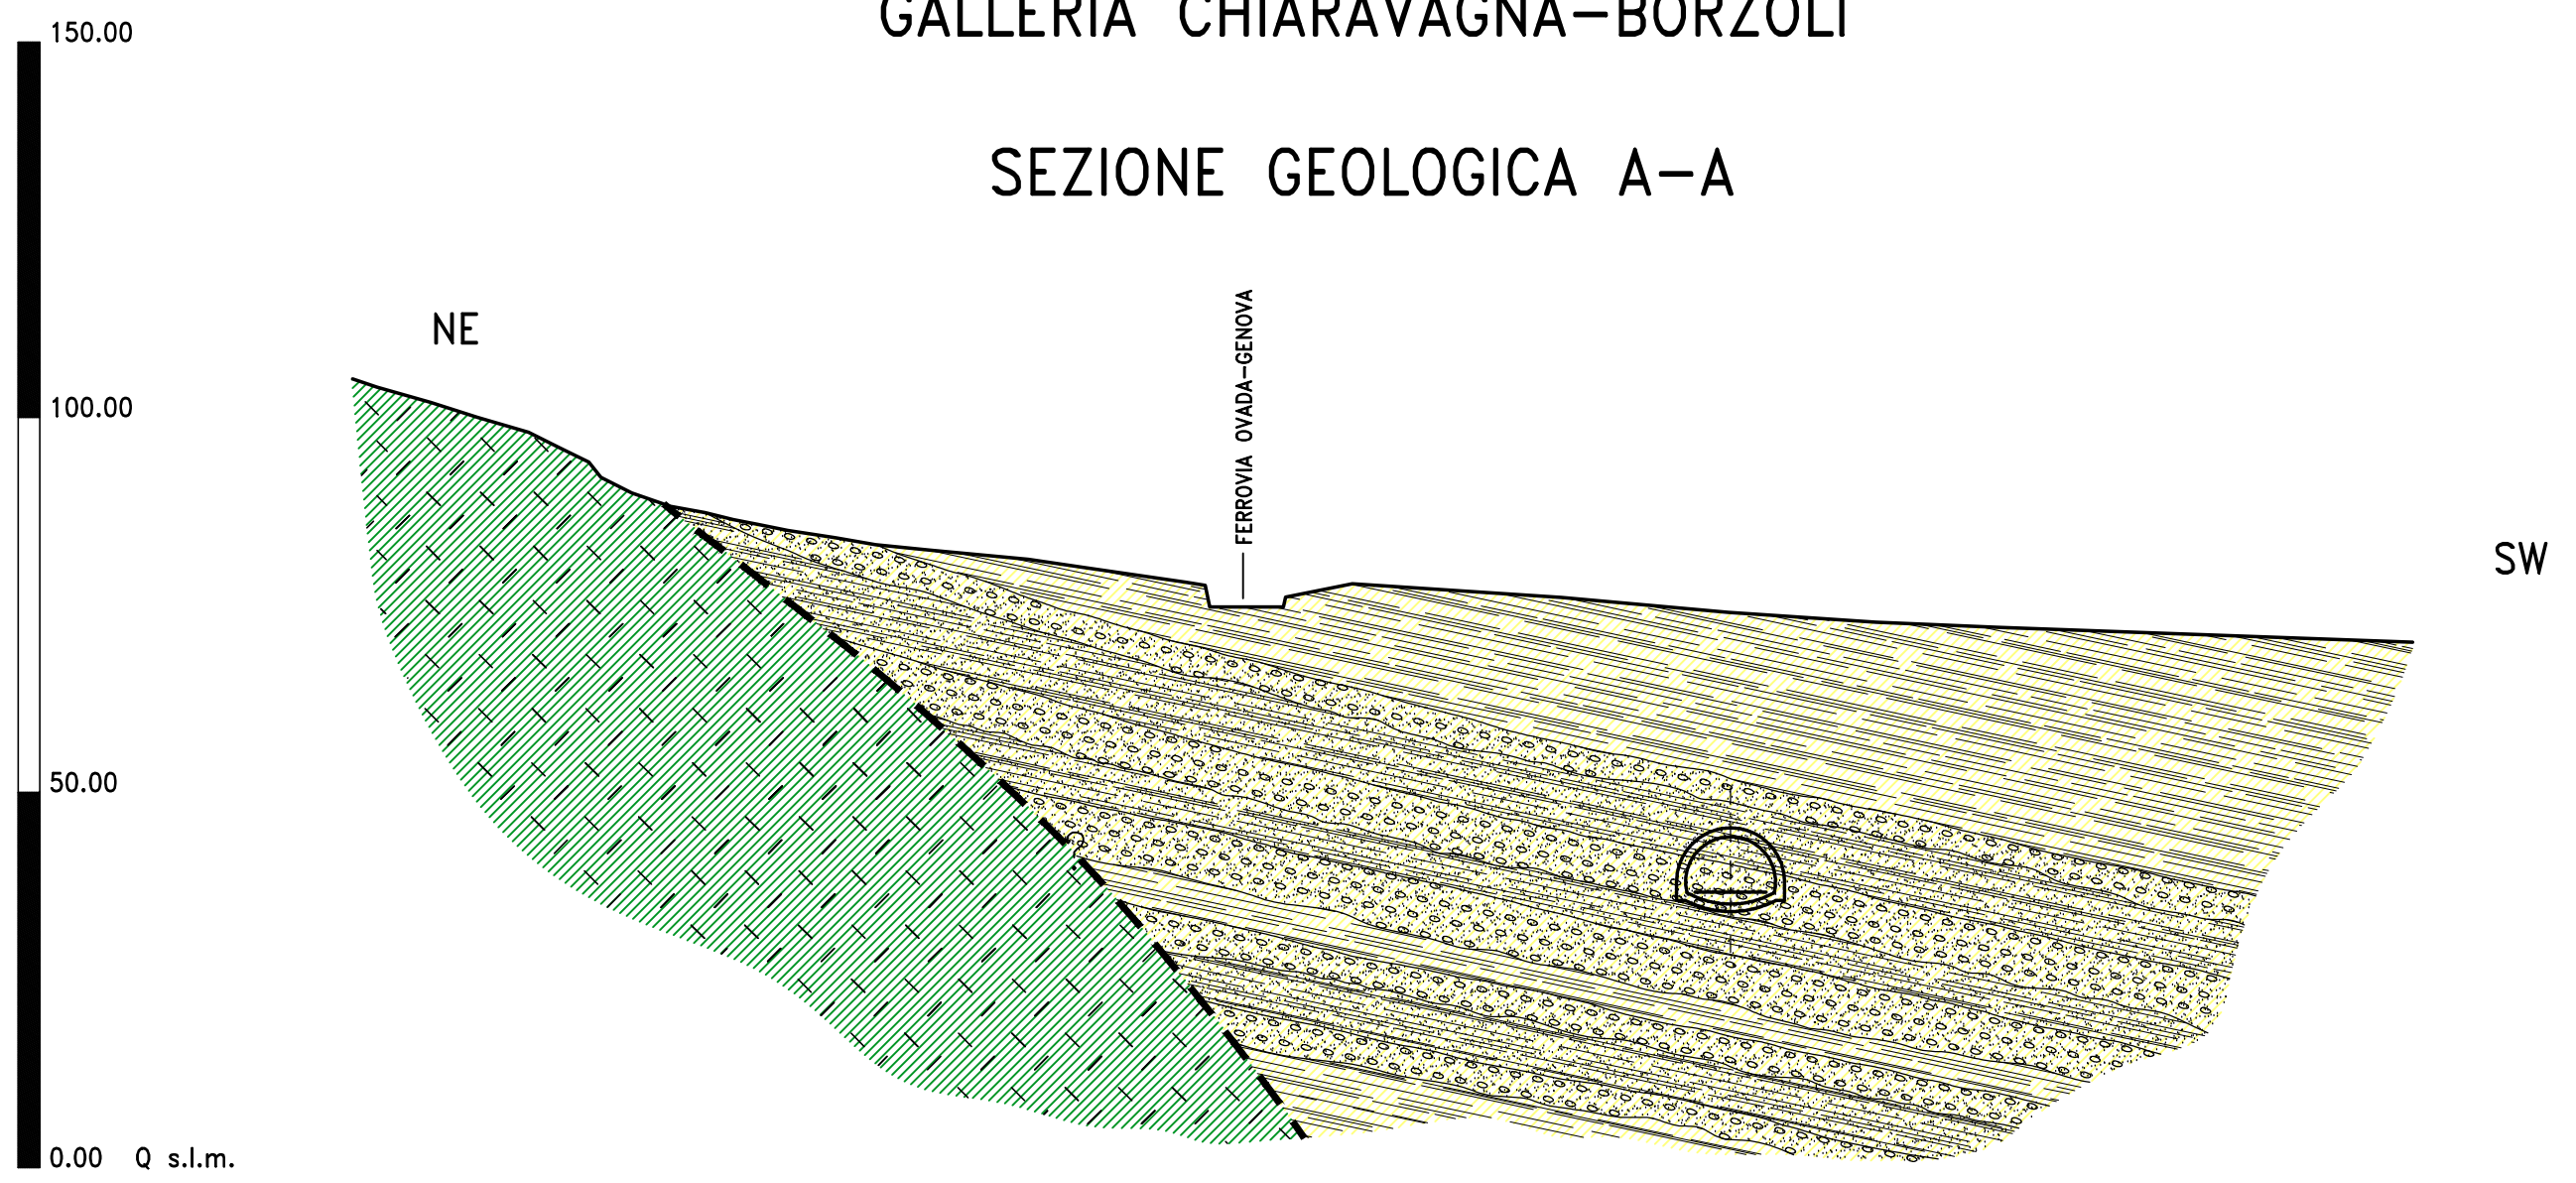 GALLERIA CHIARAVAGNA-BORZOLI
150.00
SEZIONE GEOLOGICA A-A
NE
FERROVIA OVADA-GENOVA
100.00
SW
50.00
0.00 Q s.l.m.